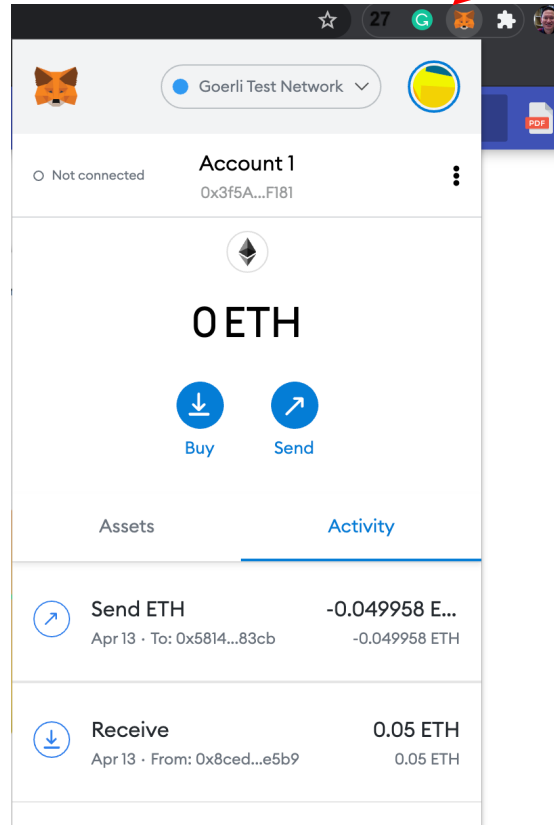 27
G
Goerli Test Network
Not connected
Account 1
0x3f5A...F181
0 ETH
Buy
Send
Assets
Activity
Send ETH
-0.049958 E...
Apr 13 · To: 0x5814...83cb
-0.049958 ETH
Receive
0.05 ETH
Apr 13 · From: 0x8ced...e5b9
0.05 ETH
PDF